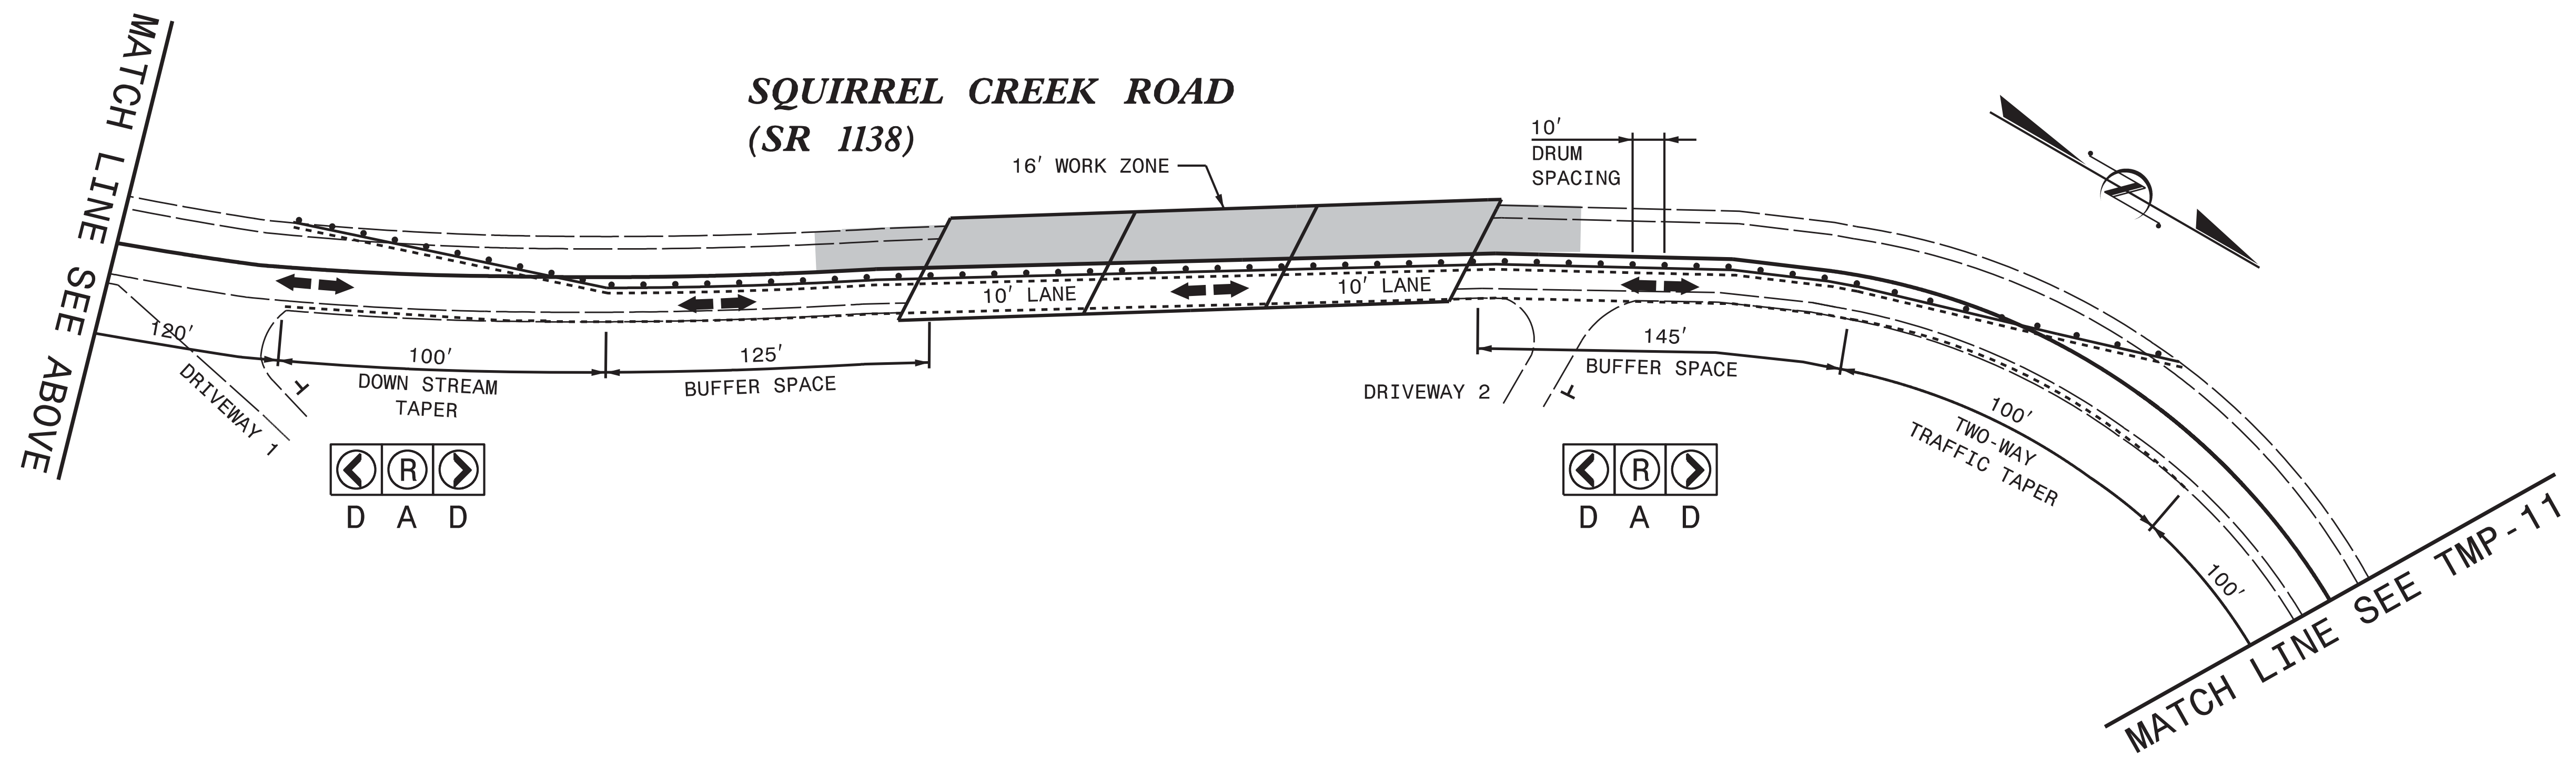 MATCH LINE SEE ABOVE
SQUIRREL CREEK ROAD
(SR 1138)
16' WORK ZONE
10'
DRUM
SPACING
10' LANE
10' LANE
120'
DRIVEWAY 1
100'
DOWN STREAM
TAPER
125'
BUFFER SPACE
DRIVEWAY 2
145'
BUFFER SPACE
100'
TWO-WAY
TRAFFIC TAPER
100'
R
D A D
R
D A D
MATCH LINE SEE TMP-11